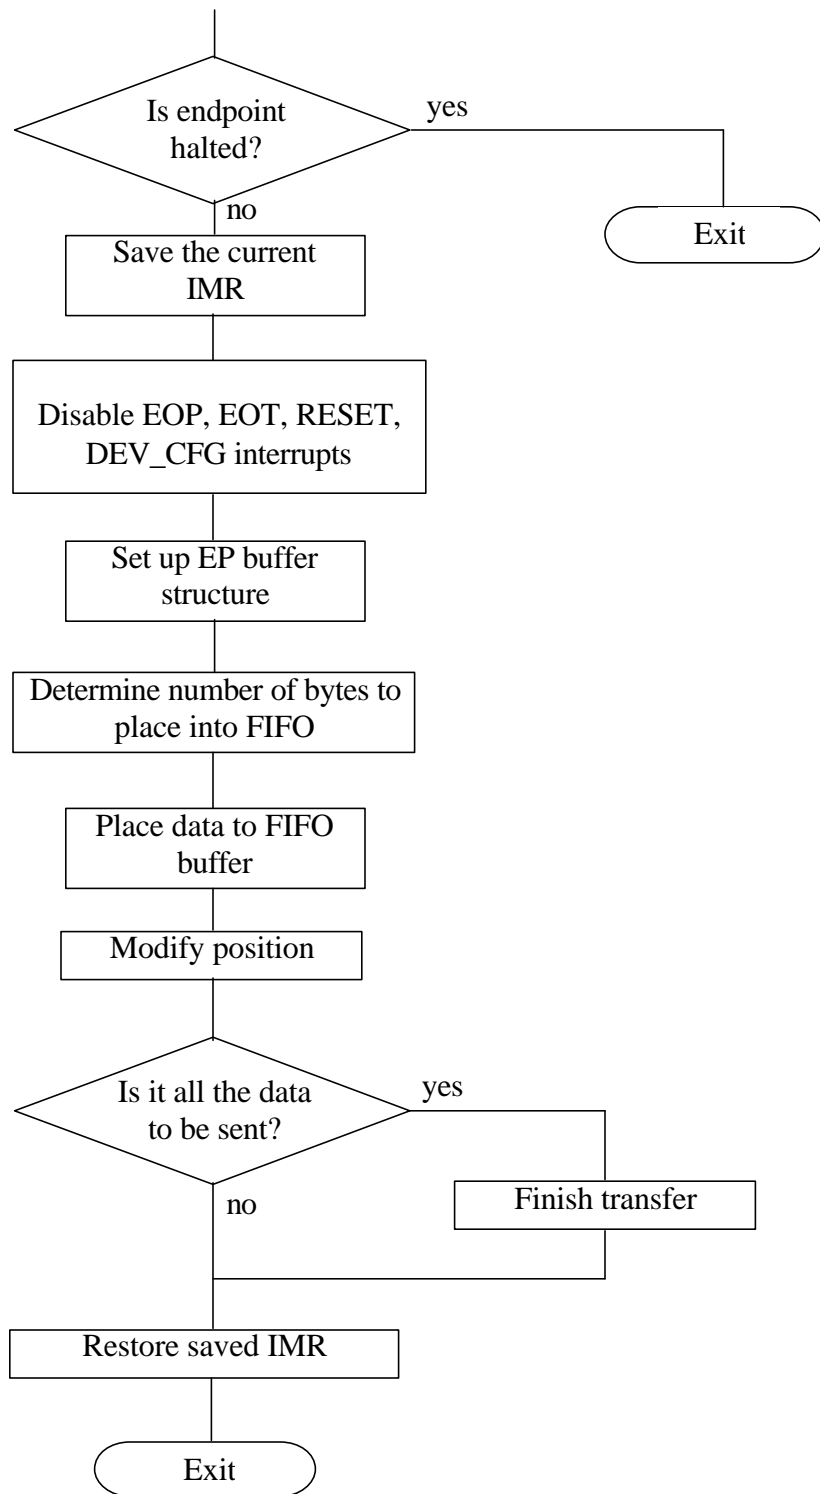 Is endpoint
halted?
yes
no
Exit
Save the current
IMR
Disable EOP, EOT, RESET,
DEV_CFG interrupts
Set up EP buffer
structure
Determine number of bytes to
place into FIFO
Place data to FIFO
buffer
Modify position
Is it all the data
to be sent?
yes
no
Finish transfer
Restore saved IMR
Exit